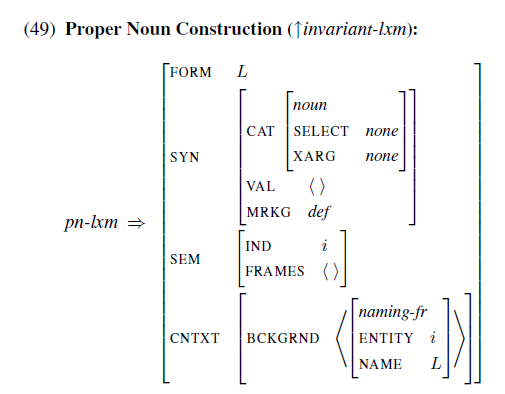 (49) Proper Noun Construction (↑invariant-lxm):
FORM L
noun
CAT SELECT none
SYN XARG none
VAL ⟨ ⟩
MRKG def
pn-lxm ⇒
IND i
SEM
FRAMES ⟨ ⟩
naming-fr
CNTXT BCKGRND ENTITY i
NAME L